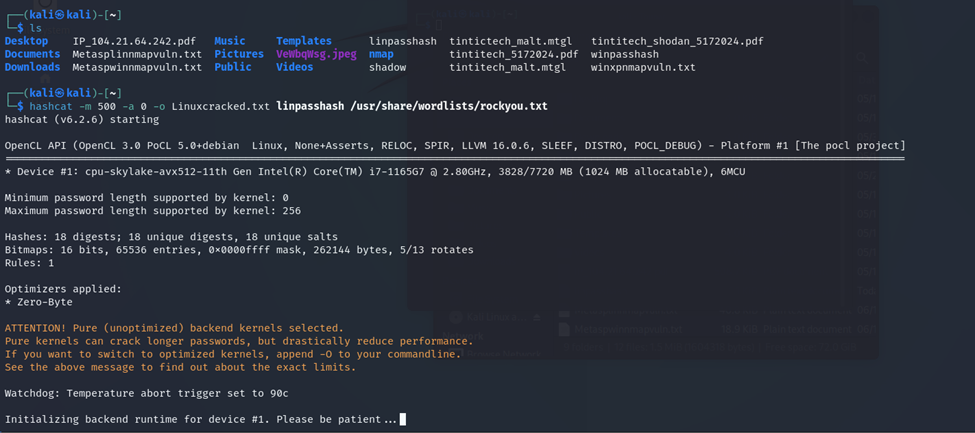 ┌──(kali㉿kali)-[~]
└─$ ls
Desktop IP_104.21.64.242.pdf Music Templates linpasshash tintictech_malt.mtgl tintitech_shodan_5172024.pdf
Documents Metasplinnmapvuln.txt Pictures VeWbqWsg.jpeg nmap tintitech_5172024.pdf winpasshash
Downloads Metaspwinnmapvuln.txt Public Videos shadow tintitech_malt.mtgl winxpnmapvuln.txt
┌──(kali㉿kali)-[~]
└─$ hashcat -m 500 -a 0 -o Linuxcracked.txt linpasshash /usr/share/wordlists/rockyou.txt
hashcat (v6.2.6) starting
OpenCL API (OpenCL 3.0 PoCL 5.0+debian Linux, None+Asserts, RELOC, SPIR, LLVM 16.0.6, SLEEF, DISTRO, POCL_DEBUG) - Platform #1 [The pocl project]
* Device #1: cpu-skylake-avx512-11th Gen Intel(R) Core(TM) i7-1165G7 @ 2.80GHz, 3828/7720 MB (1024 MB allocatable), 6MCU
Minimum password length supported by kernel: 0
Maximum password length supported by kernel: 256
Hashes: 18 digests; 18 unique digests, 18 unique salts
Bitmaps: 16 bits, 65536 entries, 0×0000ffff mask, 262144 bytes, 5/13 rotates
Rules: 1
Optimizers applied:
* Zero-Byte
ATTENTION! Pure (unoptimized) backend kernels selected.
Pure kernels can crack longer passwords, but drastically reduce performance.
If you want to switch to optimized kernels, append -O to your commandline.
See the above message to find out about the exact limits.
Watchdog: Temperature abort trigger set to 90c
Initializing backend runtime for device #1. Please be patient...